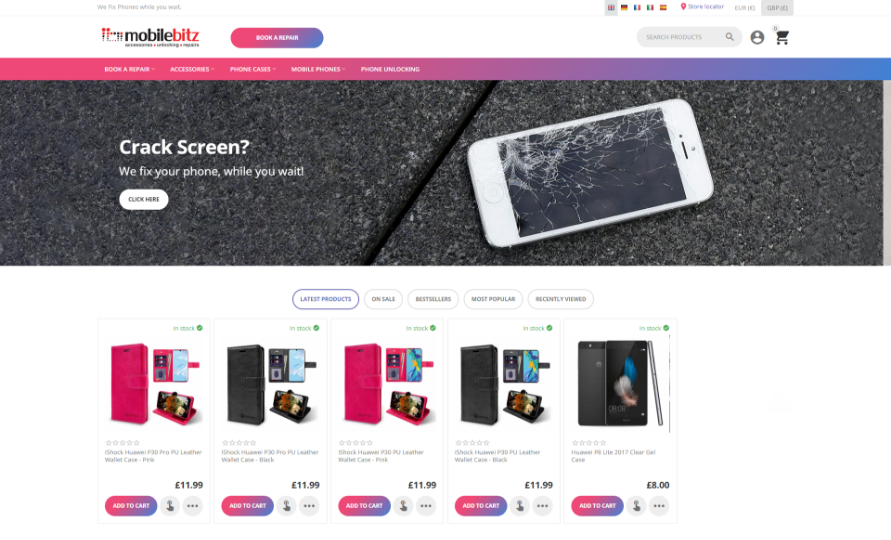 We Fix Phones while you wait.
Store locator
EUR (€)
GBP (£)
mobilebitz
accessories • unlocking • repairs
BOOK A REPAIR
SEARCH PRODUCTS
0
BOOK A REPAIR
ACCESSORIES
PHONE CASES
MOBILE PHONES
PHONE UNLOCKING
Crack Screen?
We fix your phone, while you wait!
CLICK HERE
LATEST PRODUCTS
ON SALE
BESTSELLERS
MOST POPULAR
RECENTLY VIEWED
In stock
In stock
In stock
In stock
In stock
08:08
iShock Huawei P30 Pro PU Leather
Wallet Case - Pink
£11.99
ADD TO CART
iShock Huawei P30 Pro PU Leather
Wallet Case - Black
£11.99
ADD TO CART
iShock Huawei P30 PU Leather
Wallet Case - Pink
£11.99
ADD TO CART
iShock Huawei P30 PU Leather
Wallet Case - Black
£11.99
ADD TO CART
Huawei P8 Lite 2017 Clear Gel
Case
£8.00
ADD TO CART